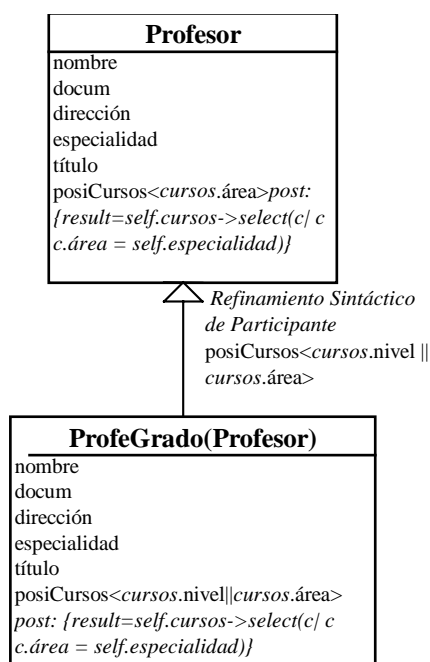 Profesor
nombre
docum
dirección
especialidad
título
posiCursos<cursos.área>post:
{result=self.cursos->select(c| c
c.área = self.especialidad)}
Refinamiento Sintáctico
de Participante
posiCursos<cursos.nivel ||
cursos.área>
ProfeGrado(Profesor)
nombre
docum
dirección
especialidad
título
posiCursos<cursos.nivel||cursos.área>
post: {result=self.cursos->select(c| c
c.área = self.especialidad)}